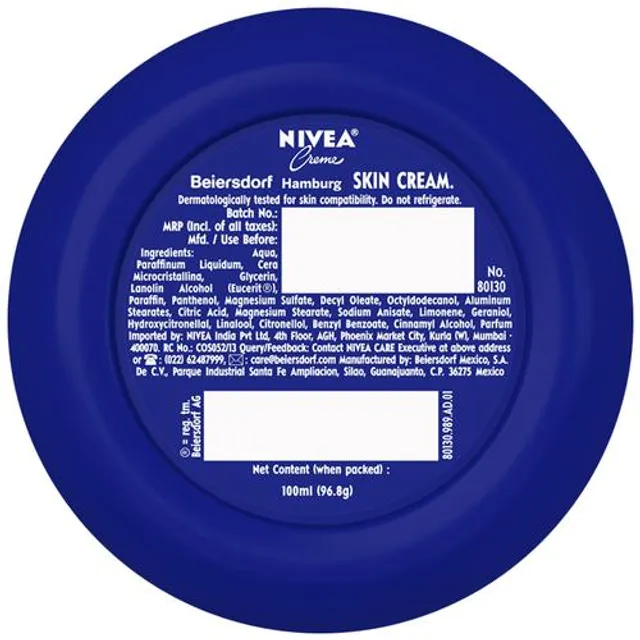 NIVEA®
Creme
Beiersdorf Hamburg SKIN CREAM.
Dermatologically tested for skin compatibility. Do not refrigerate.
Batch No.:
MRP (Incl. of all taxes):
Mfd. / Use Before:
Ingredients: Aqua,
Paraffinum Liquidum, Cera
Microcristallina, Glycerin,
Lanolin Alcohol (Eucerit®),
No.
80130
Paraffin, Panthenol, Magnesium Sulfate, Decyl Oleate, Octyldodecanol, Aluminum
Stearates, Citric Acid, Magnesium Stearate, Sodium Anisate, Limonene, Geraniol,
Hydroxycitronellal, Linalool, Citronellol, Benzyl Benzoate, Cinnamyl Alcohol, Parfum
Imported by: NIVEA India Pvt Ltd, 4th Floor, AGH, Phoenix Market City, Kurla (W), Mumbai -
400070. RC No.: COS052/13 Query/Feedback: Contact NIVEA CARE Executive at above address
or ☎: (022) 62487999, ✉: care@beiersdorf.com Manufactured by: Beiersdorf Mexico, S.A.
De C.V., Parque Industrial Santa Fe Ampliacion, Silao, Guanajuanto, C.P. 36275 Mexico
® = reg. tm.
Beiersdorf AG
80130.989.AD.01
Net Content (when packed) :
100ml (96.8g)